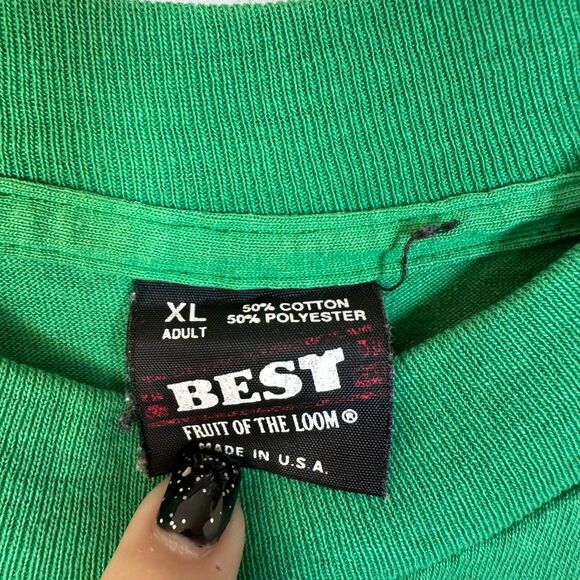 XL
ADULT
50% COTTON
50% POLYESTER
BEST
FRUIT OF THE LOOM®
MADE IN U.S.A.